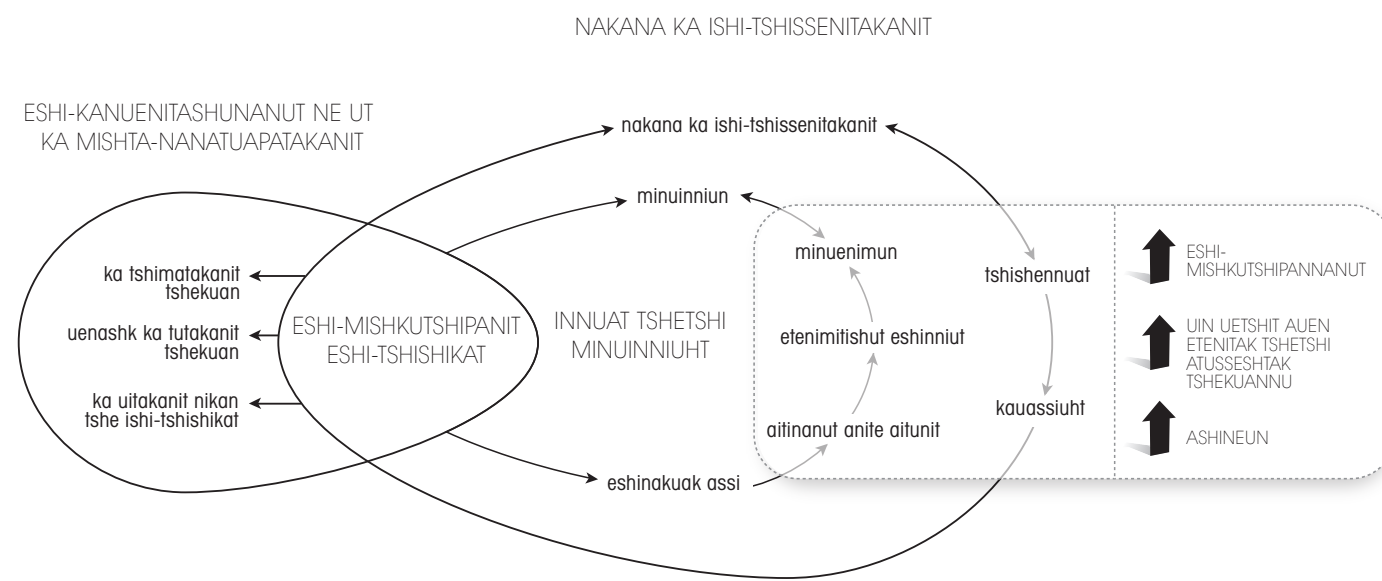 NAKANA KA ISHI-TSHISSENITAKANIT
ESHI-KANUENITASHUNANUT NE UT
KA MISHTA-NANATUAPATAKANIT
nakana ka ishi-tshissenitakanit
minuinniun
minuenimun
tshishennuat
ESHI-
MISHKUTSHIPANNANUT
ka tshimatakanit
tshekuan
uenashk ka tutakanit
tshekuan
ka uitakanit nikan
tshe ishi-tshishikat
ESHI-MISHKUTSHIPANIT
ESHI-TSHISHIKAT
INNUAT TSHETSHI
MINUINNIUHT
etenimitishut eshinniut
UIN UETSHIT AUEN
ETENITAK TSHETSHI
ATUSSESHTAK
TSHEKUANNU
kauassiuht
aitinanut anite aitunit
ASHINEUN
eshinakuak assi